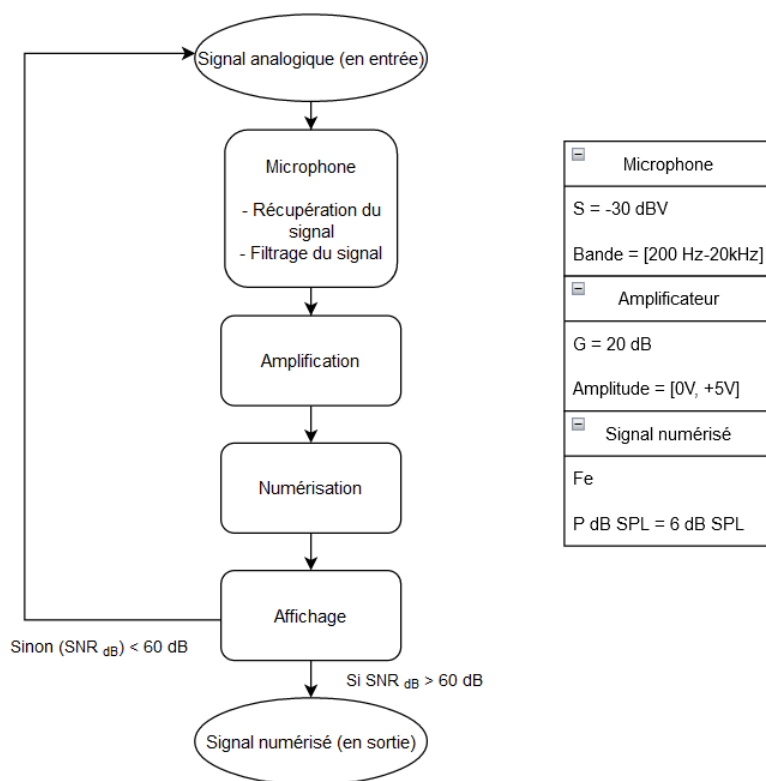 Signal analogique (en entrée)
Microphone
- Récupération du
signal
- Filtrage du signal
Amplification
Numérisation
Affichage
Sinon (SNR dB) < 60 dB
Si SNR dB > 60 dB
Signal numérisé (en sortie)
Microphone
S = -30 dBV
Bande = [200 Hz-20kHz]
Amplificateur
G = 20 dB
Amplitude = [0V, +5V]
Signal numérisé
Fe
P dB SPL = 6 dB SPL